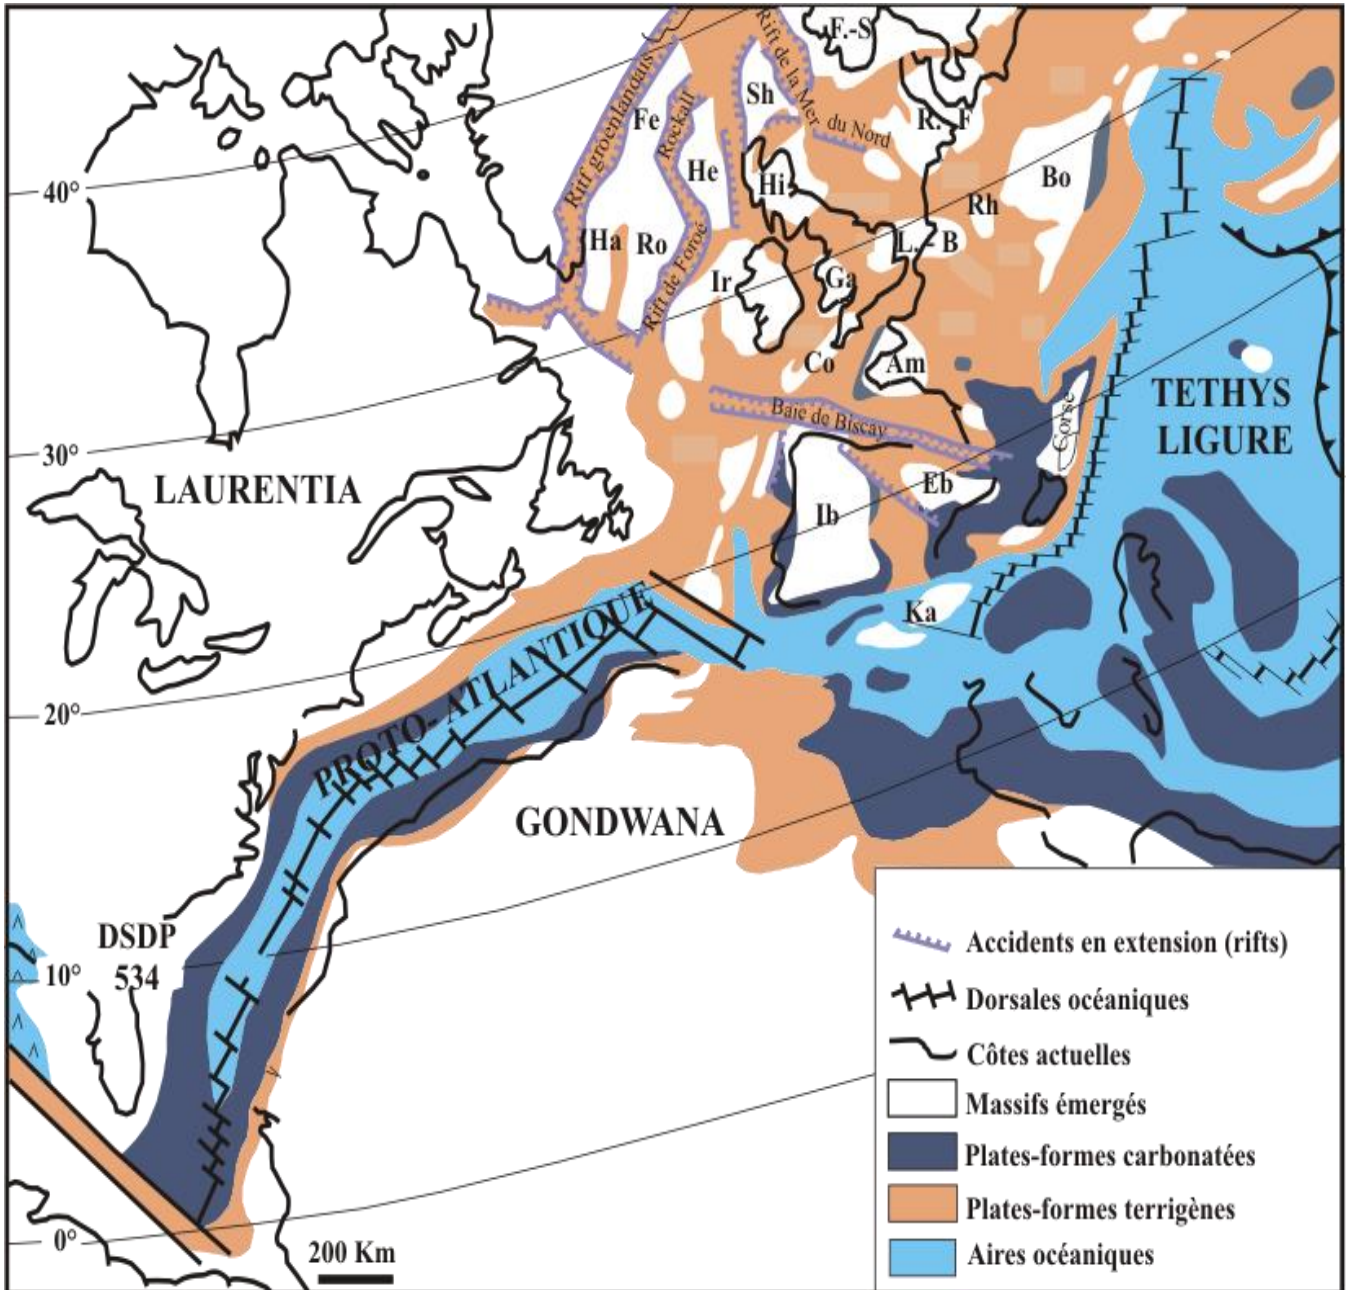 F.-S
Rift de la Mer
du Nord
Ritf groenlandais
Fe
Rockall
Sh
R. - F
He
Hi
Bo
40°
Rh
Ha
Ro
L. - B
Rift de Foroé
Ir
Ga
Co
Am
TETHYS
LIGURE
Baie de Biscay
Corse
30°
LAURENTIA
Eb
Ib
PROTO- ATLANTIQUE
Ka
20°
GONDWANA
DSDP
534
10°
Accidents en extension (rifts)
Dorsales océaniques
Côtes actuelles
Massifs émergés
Plates-formes carbonatées
Plates-formes terrigènes
Aires océaniques
0°
200 Km